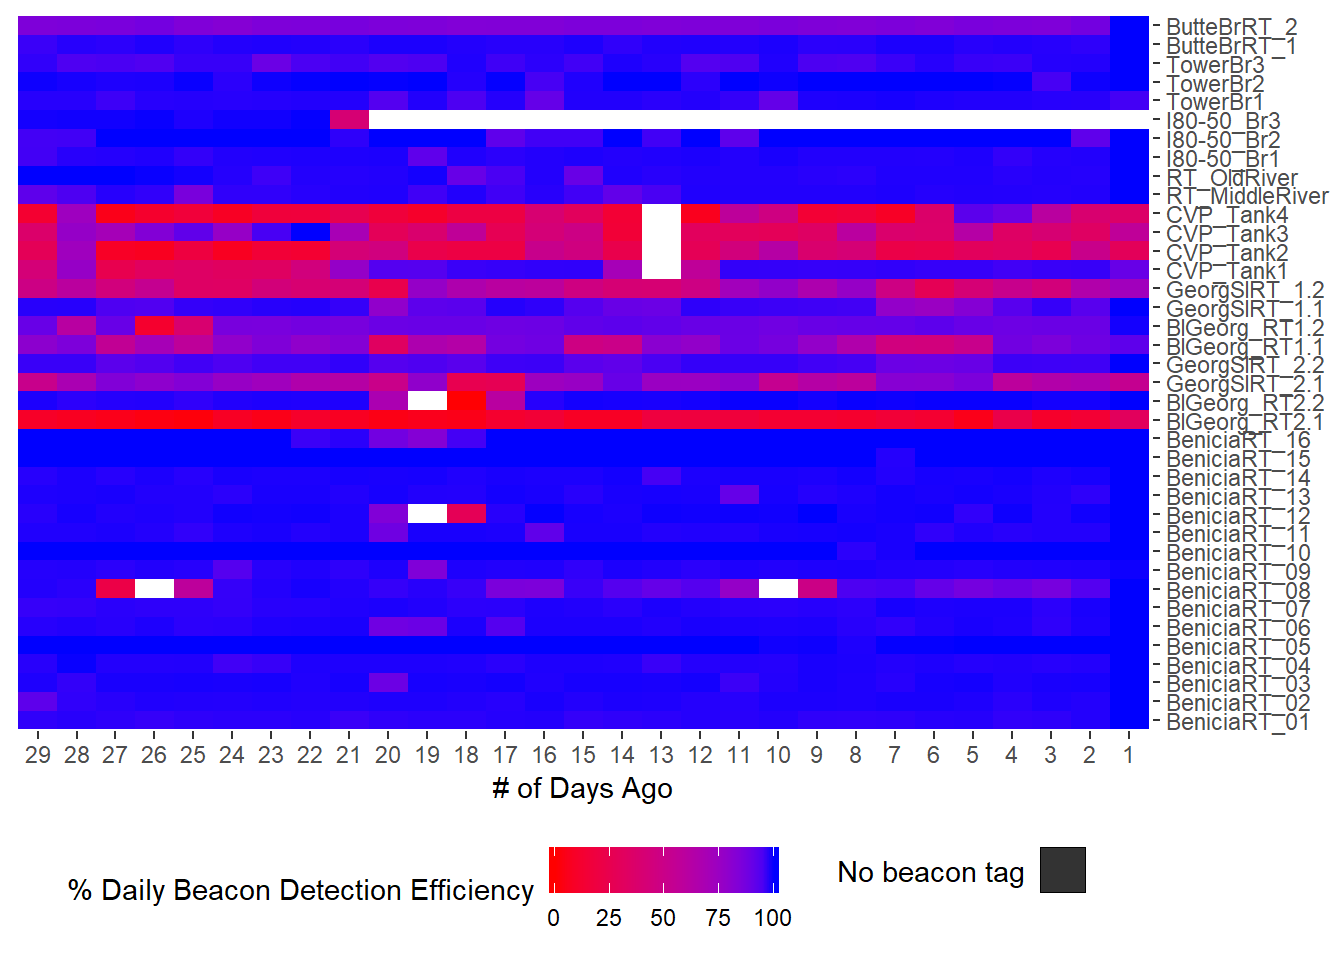 ButteBrRT_2
ButteBrRT_1
TowerBr3
TowerBr2
TowerBr1
I80-50_Br3
I80-50_Br2
I80-50_Br1
RT_OldRiver
RT_MiddleRiver
CVP_Tank4
CVP_Tank3
CVP_Tank2
CVP_Tank1
GeorgSlRT_1.2
GeorgSlRT_1.1
BlGeorg_RT1.2
BlGeorg_RT1.1
GeorgSlRT_2.2
GeorgSlRT_2.1
BlGeorg_RT2.2
BlGeorg_RT2.1
BeniciaRT_16
BeniciaRT_15
BeniciaRT_14
BeniciaRT_13
BeniciaRT_12
BeniciaRT_11
BeniciaRT_10
BeniciaRT_09
BeniciaRT_08
BeniciaRT_07
BeniciaRT_06
BeniciaRT_05
BeniciaRT_04
BeniciaRT_03
BeniciaRT_02
BeniciaRT_01
29 28 27 26 25 24 23 22 21 20 19 18 17 16 15 14 13 12 11 10 9 8 7 6 5 4 3 2 1
# of Days Ago
% Daily Beacon Detection Efficiency
0 25 50 75 100
No beacon tag